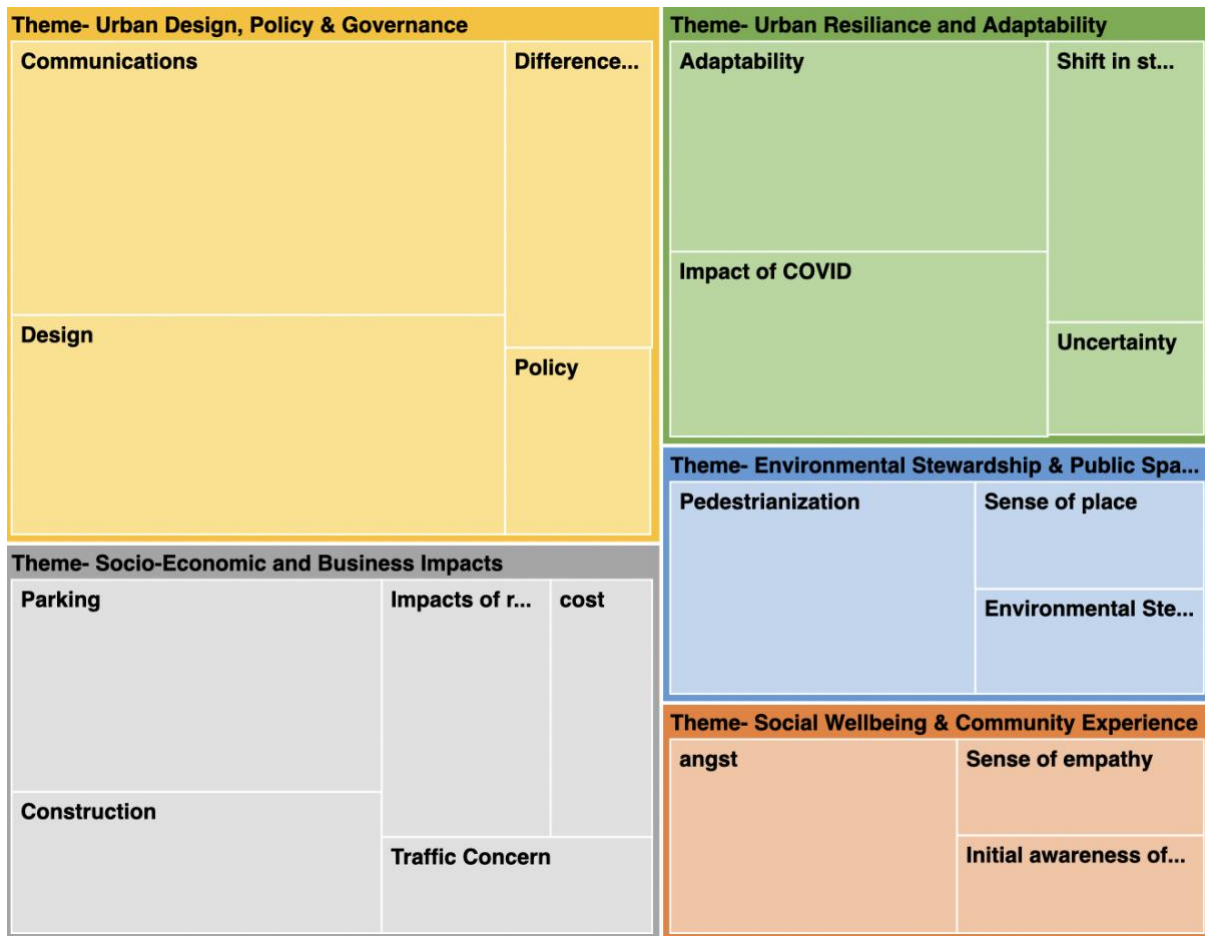 Theme- Urban Design, Policy & Governance
Communications
Difference...
Design
Policy
Theme- Socio-Economic and Business Impacts
Parking
Impacts of r...
cost
Construction
Traffic Concern
Theme- Urban Resiliance and Adaptability
Adaptability
Shift in st...
Impact of COVID
Uncertainty
Theme- Environmental Stewardship & Public Spa...
Pedestrianization
Sense of place
Environmental Ste...
Theme- Social Wellbeing & Community Experience
angst
Sense of empathy
Initial awareness of...